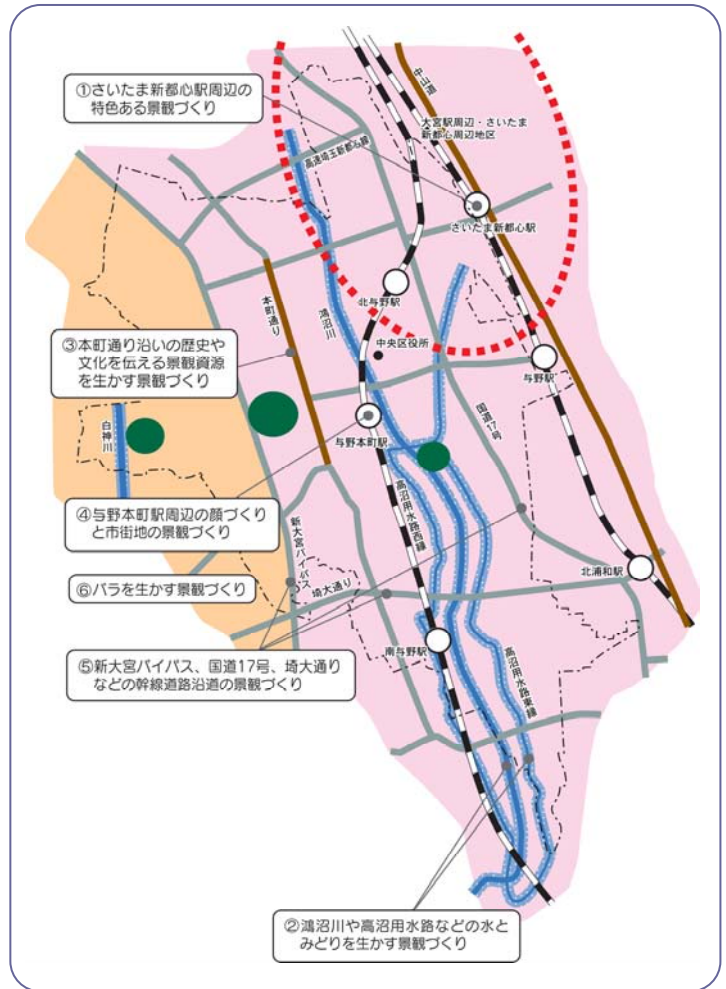 ①さいたま新都心駅周辺の
特色ある景観づくり
中山道
大宮駅周辺・さいたま
新都心周辺地区
高速埼玉新都心線
さいたま新都心駅
北与野駅
本町通り
鴻沼川
中央区役所
与野駅
③本町通り沿いの歴史や
文化を伝える景観資源
を生かす景観づくり
白神川
与野本町駅
国道17号
④与野本町駅周辺の顔づくり
と市街地の景観づくり
高沼用水路西縁
新大宮バイパス
北浦和駅
⑥バラを生かす景観づくり
埼大通り
南与野駅
⑤新大宮バイパス、国道17号、埼大通り
などの幹線道路沿道の景観づくり
高沼用水路東縁
②鴻沼川や高沼用水路などの水と
みどりを生かす景観づくり